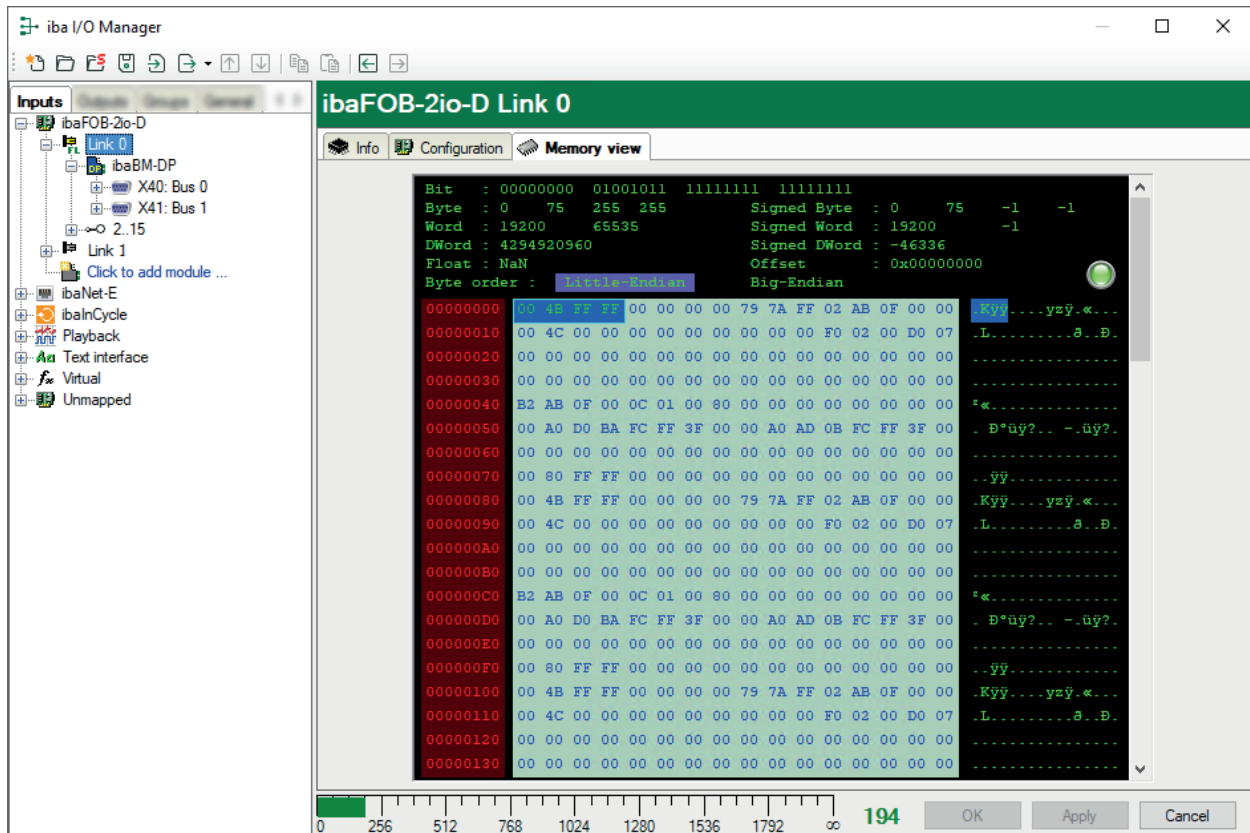 iba I/O Manager
Inputs
ibaFOB-2io-D
Link 0
ibaBM-DP
X40: Bus 0
X41: Bus 1
2..15
Link 1
Click to add module ...
ibaNet-E
ibaInCycle
Playback
Text interface
Virtual
Unmapped
ibaFOB-2io-D Link 0
Info Configuration Memory view
Bit : 00000000 01001011 11111111 11111111
Byte : 0 75 255 255 Signed Byte : 0 75 -1 -1
Word : 19200 65535 Signed Word : 19200 -1
DWord : 4294920960 Signed DWord : -46336
Float : NaN Offset : 0x00000000
Byte order : Little-Endian Big-Endian
00000000 00 4B FF FF 00 00 00 00 79 7A FF 02 AB 0F 00 00 .Kÿÿ....yzÿ.«...
00000010 00 4C 00 00 00 00 00 00 00 00 00 F0 02 00 D0 07 .L.........ð..Ð.
00000020 00 00 00 00 00 00 00 00 00 00 00 00 00 00 00 00 ................
00000030 00 00 00 00 00 00 00 00 00 00 00 00 00 00 00 00 ................
00000040 B2 AB 0F 00 0C 01 00 80 00 00 00 00 00 00 00 00 ²«..............
00000050 00 A0 D0 BA FC FF 3F 00 00 A0 AD 0B FC FF 3F 00 . Ðºüÿ?.. -.üÿ?.
00000060 00 00 00 00 00 00 00 00 00 00 00 00 00 00 00 00 ................
00000070 00 80 FF FF 00 00 00 00 00 00 00 00 00 00 00 00 ..ÿÿ............
00000080 00 4B FF FF 00 00 00 00 79 7A FF 02 AB 0F 00 00 .Kÿÿ....yzÿ.«...
00000090 00 4C 00 00 00 00 00 00 00 00 00 F0 02 00 D0 07 .L.........ð..Ð.
000000A0 00 00 00 00 00 00 00 00 00 00 00 00 00 00 00 00 ................
000000B0 00 00 00 00 00 00 00 00 00 00 00 00 00 00 00 00 ................
000000C0 B2 AB 0F 00 0C 01 00 80 00 00 00 00 00 00 00 00 ²«..............
000000D0 00 A0 D0 BA FC FF 3F 00 00 A0 AD 0B FC FF 3F 00 . Ðºüÿ?.. -.üÿ?.
000000E0 00 00 00 00 00 00 00 00 00 00 00 00 00 00 00 00 ................
000000F0 00 80 FF FF 00 00 00 00 00 00 00 00 00 00 00 00 ..ÿÿ............
00000100 00 4B FF FF 00 00 00 00 79 7A FF 02 AB 0F 00 00 .Kÿÿ....yzÿ.«...
00000110 00 4C 00 00 00 00 00 00 00 00 00 F0 02 00 D0 07 .L.........ð..Ð.
00000120 00 00 00 00 00 00 00 00 00 00 00 00 00 00 00 00 ................
00000130 00 00 00 00 00 00 00 00 00 00 00 00 00 00 00 00 ................
0 256 512 768 1024 1280 1536 1792 ∞ 194 OK Apply Cancel